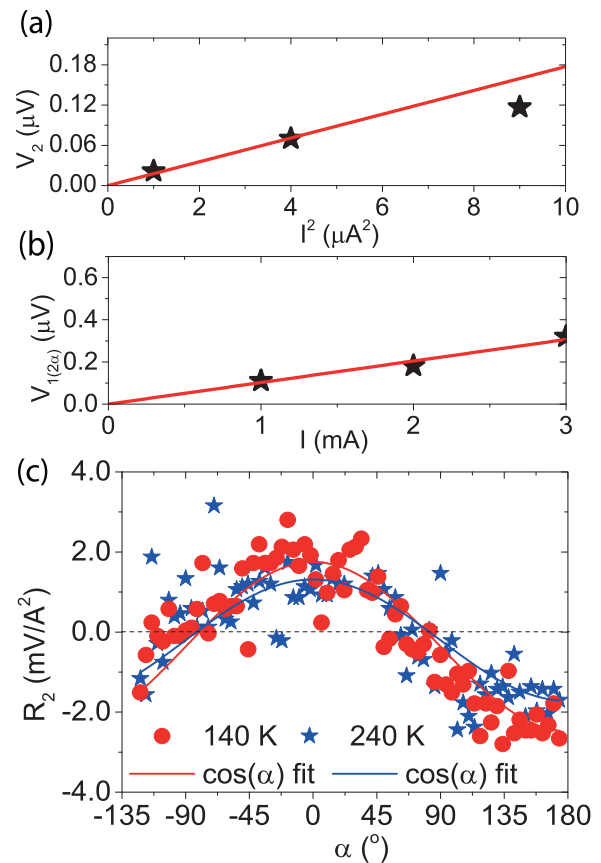 (a)
V2 (μV)
0.18
0.12
0.06
0.00
0 2 4 6 8 10
I2 (μA2)
(b)
V1(2α) (μV)
0.6
0.4
0.2
0.0
1 2 3
I (mA)
(c)
R2 (mV/A2)
4.0
2.0
0.0
-2.0
-4.0
140 K 240 K
cos(α) fit cos(α) fit
-135 -90 -45 0 45 90 135 180
α (o)